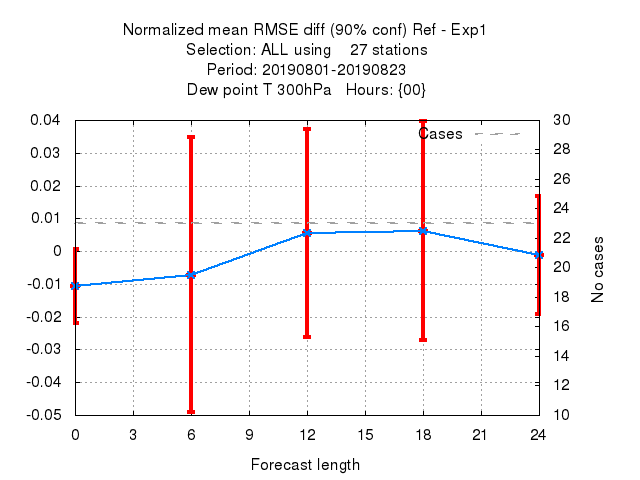 Normalized mean RMSE diff (90% conf) Ref - Exp1
Selection: ALL using    27 stations
Period: 20190801-20190823
Dew point T 300hPa   Hours: {00}
Cases
0.04
0.03
0.02
0.01
0
-0.01
-0.02
-0.03
-0.04
-0.05
30
28
26
24
22
20
18
16
14
12
10
No cases
0 3 6 9 12 15 18 21 24
Forecast length